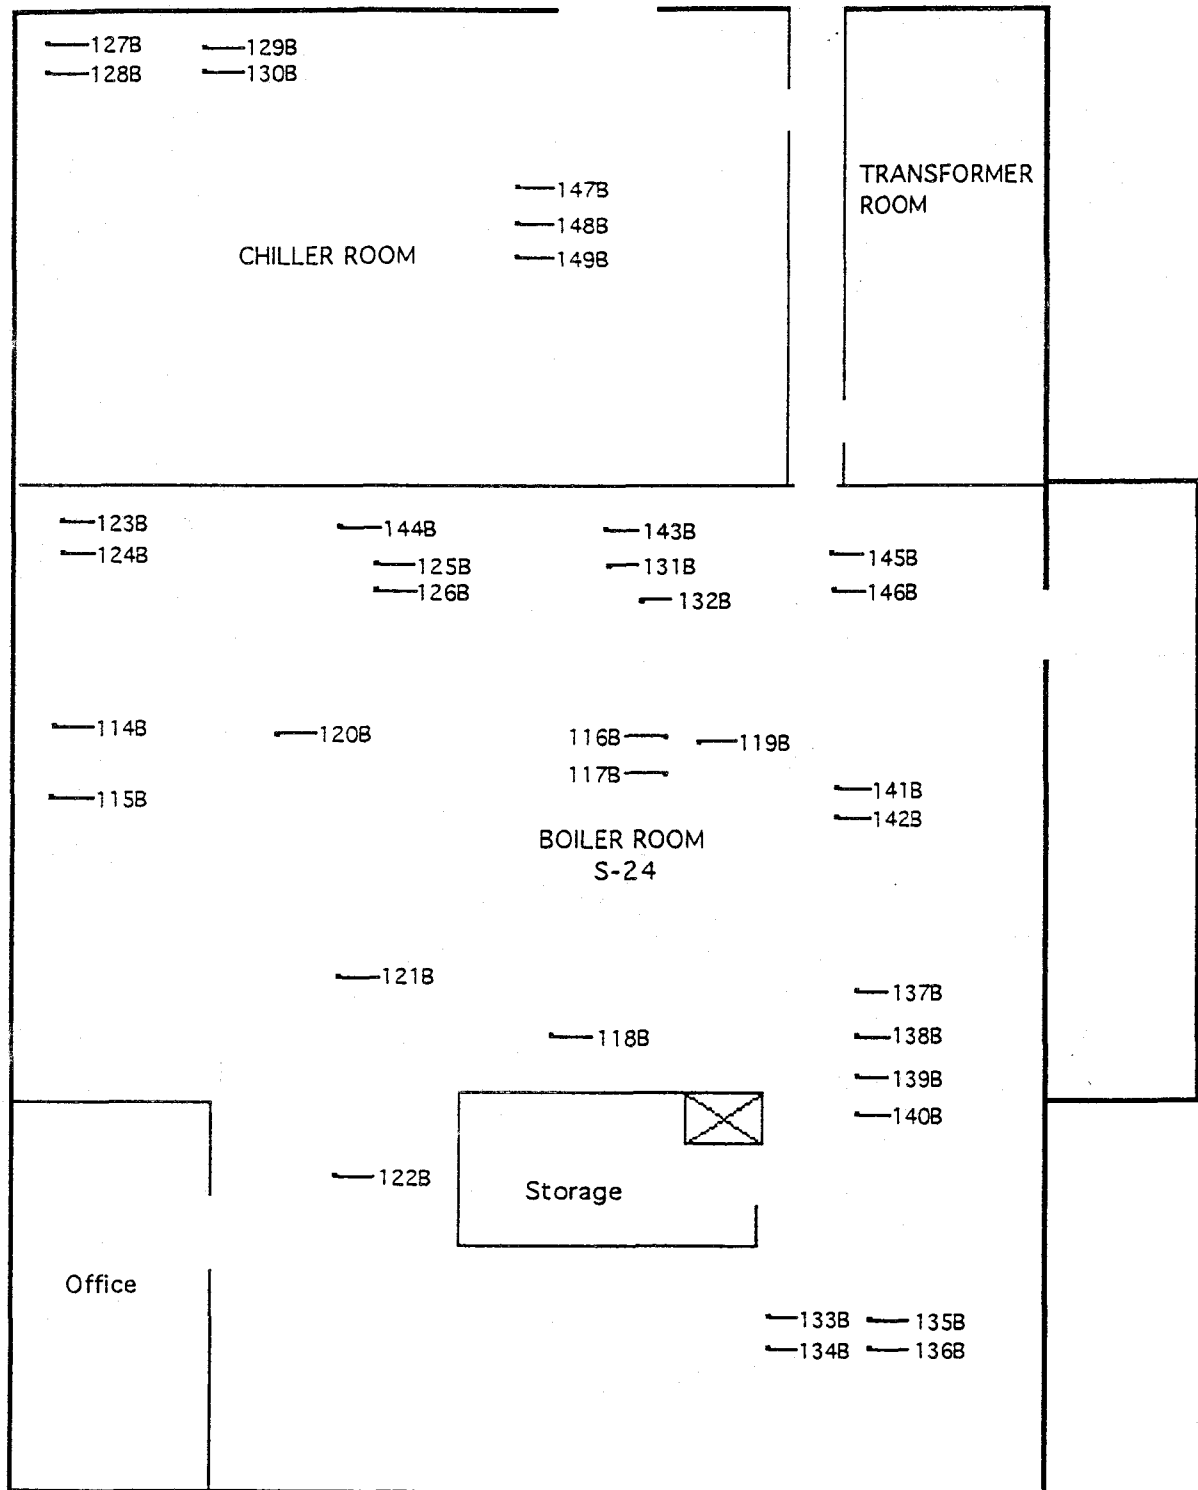 127B 129B
128B 130B
147B
TRANSFORMER
ROOM
148B
CHILLER ROOM
149B
123B
144B
143B
124B
145B
125B
131B
126B
146B
132B
114B
120B
116B
119B
117B
115B
141B
142B
BOILER ROOM
S-24
121B
137B
118B
138B
139B
140B
122B
Storage
Office
133B 135B
134B 136B